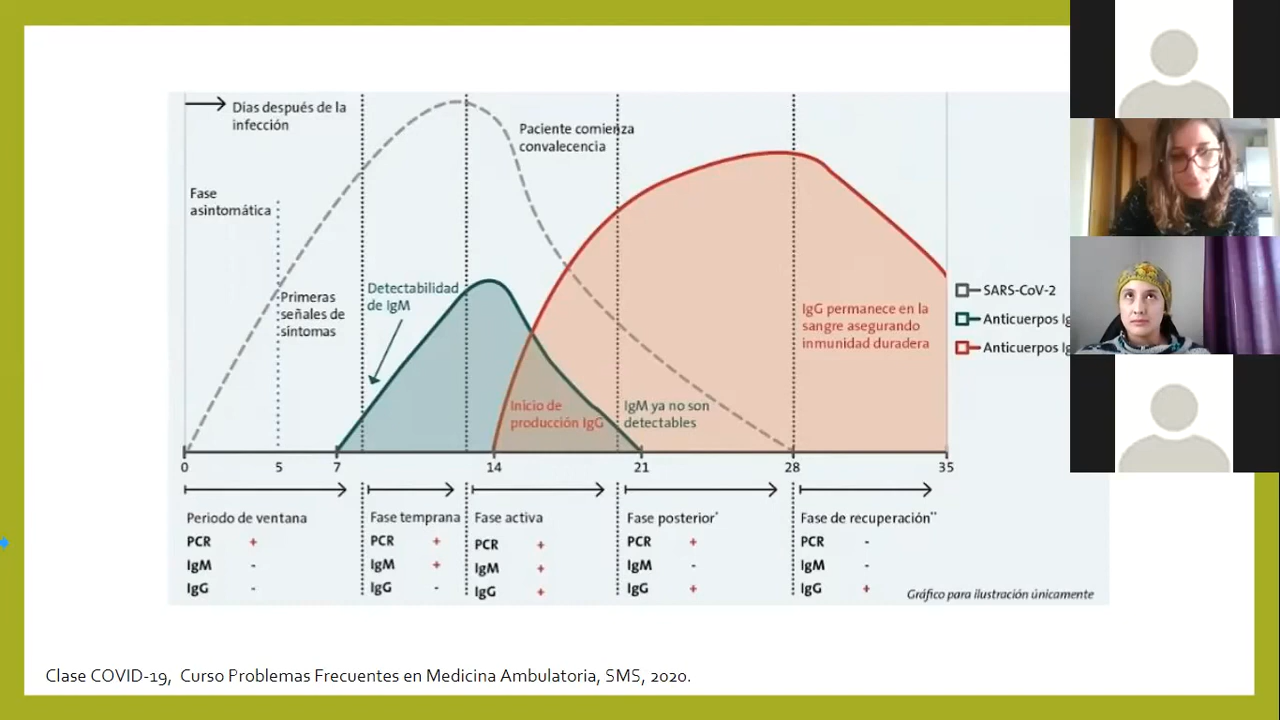 Días después de la
infección
Paciente comienza
convalecencia
Fase
asintomática
Primeras
señales de
síntomas
Detectabilidad
de IgM
Inicio de
producción IgG
IgM ya no son
detectables
IgG permanece en la
sangre asegurando
inmunidad duradera
SARS-CoV-2
Anticuerpos
Anticuerpos
0 5 7 14 21 28 35
Periodo de ventana
PCR +
IgM -
IgG -
Fase temprana
PCR +
IgM +
IgG -
Fase activa
PCR +
IgM +
IgG +
Fase posterior*
PCR +
IgM -
IgG +
Fase de recuperación**
PCR -
IgM -
IgG +
Gráfico para ilustración únicamente
Clase COVID-19, Curso Problemas Frecuentes en Medicina Ambulatoria, SMS, 2020.